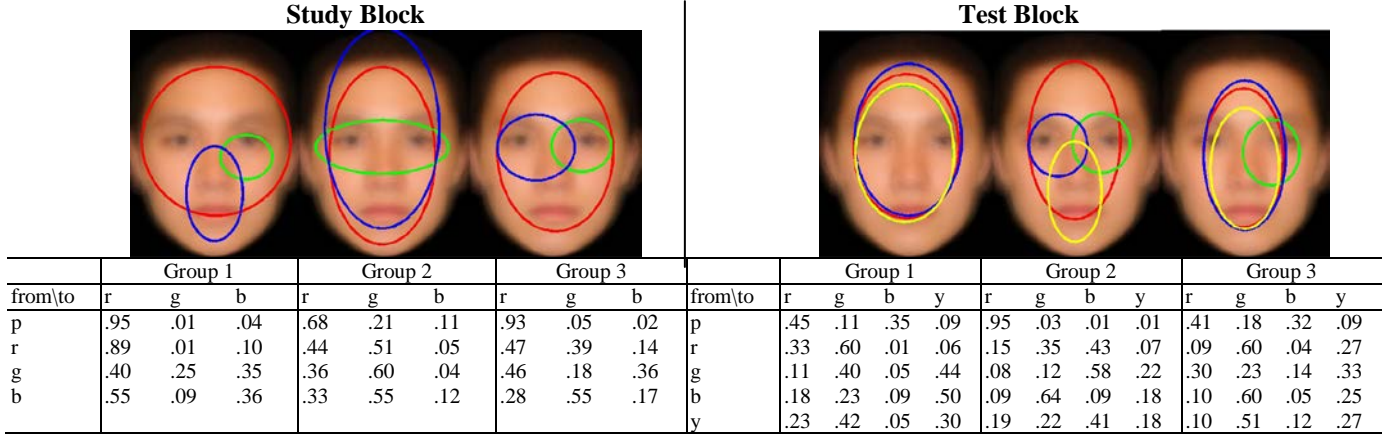 Study Block Test Block
Group 1 Group 2 Group 3 Group 1 Group 2 Group 3
from\to r g b r g b r g b from\to r g b y r g b y r g b y
p .95 .01 .04 .68 .21 .11 .93 .05 .02 p .45 .11 .35 .09 .95 .03 .01 .01 .41 .18 .32 .09
r .89 .01 .10 .44 .51 .05 .47 .39 .14 r .33 .60 .01 .06 .15 .35 .43 .07 .09 .60 .04 .27
g .40 .25 .35 .36 .60 .04 .46 .18 .36 g .11 .40 .05 .44 .08 .12 .58 .22 .30 .23 .14 .33
b .55 .09 .36 .33 .55 .12 .28 .55 .17 b .18 .23 .09 .50 .09 .64 .09 .18 .10 .60 .05 .25
y .23 .42 .05 .30 .19 .22 .41 .18 .10 .51 .12 .27